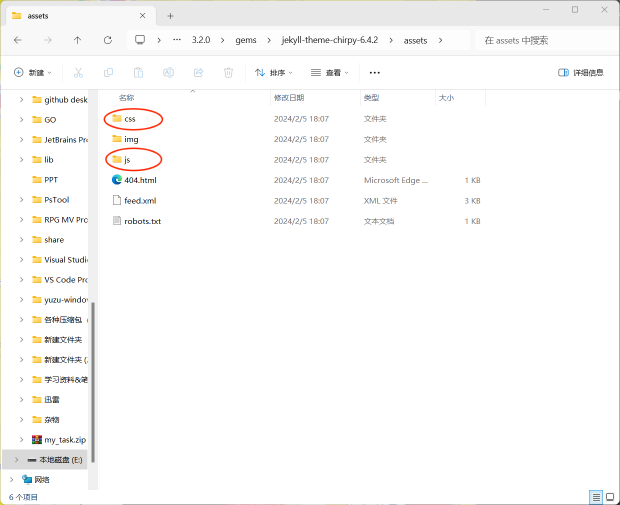 assets
3.2.0 > gems > jekyll-theme-chirpy-6.4.2 > assets >
在 assets 中搜索
新建
排序
查看
详细信息
名称 修改日期 类型 大小
css 2024/2/5 18:07 文件夹
img 2024/2/5 18:07 文件夹
js 2024/2/5 18:07 文件夹
404.html 2024/2/5 18:07 Microsoft Edge ... 1 KB
feed.xml 2024/2/5 18:07 XML 文件 3 KB
robots.txt 2024/2/5 18:07 文本文档 1 KB
github desk
GO
JetBrains Pro
lib
PPT
PsTool
RPG MV Pro
share
Visual Studi
VS Code Pro
yuzu-window
各种压缩包
新建文件夹
新建文件夹 (2
学习资料&笔
迅雷
杂物
my_task.zip
本地磁盘 (E:)
网络
6 个项目